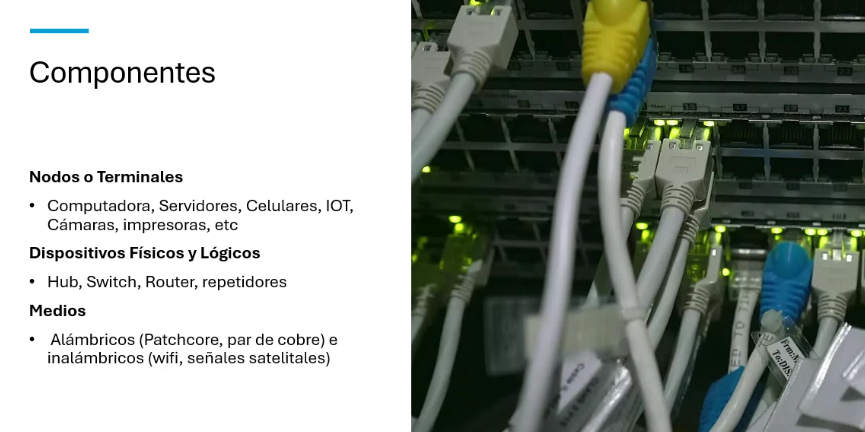 Componentes
Nodos o Terminales
• Computadora, Servidores, Celulares, IOT,
Cámaras, impresoras, etc
Dispositivos Físicos y Lógicos
• Hub, Switch, Router, repetidores
Medios
• Alámbricos (Patchcore, par de cobre) e
inalámbricos (wifi, señales satelitales)